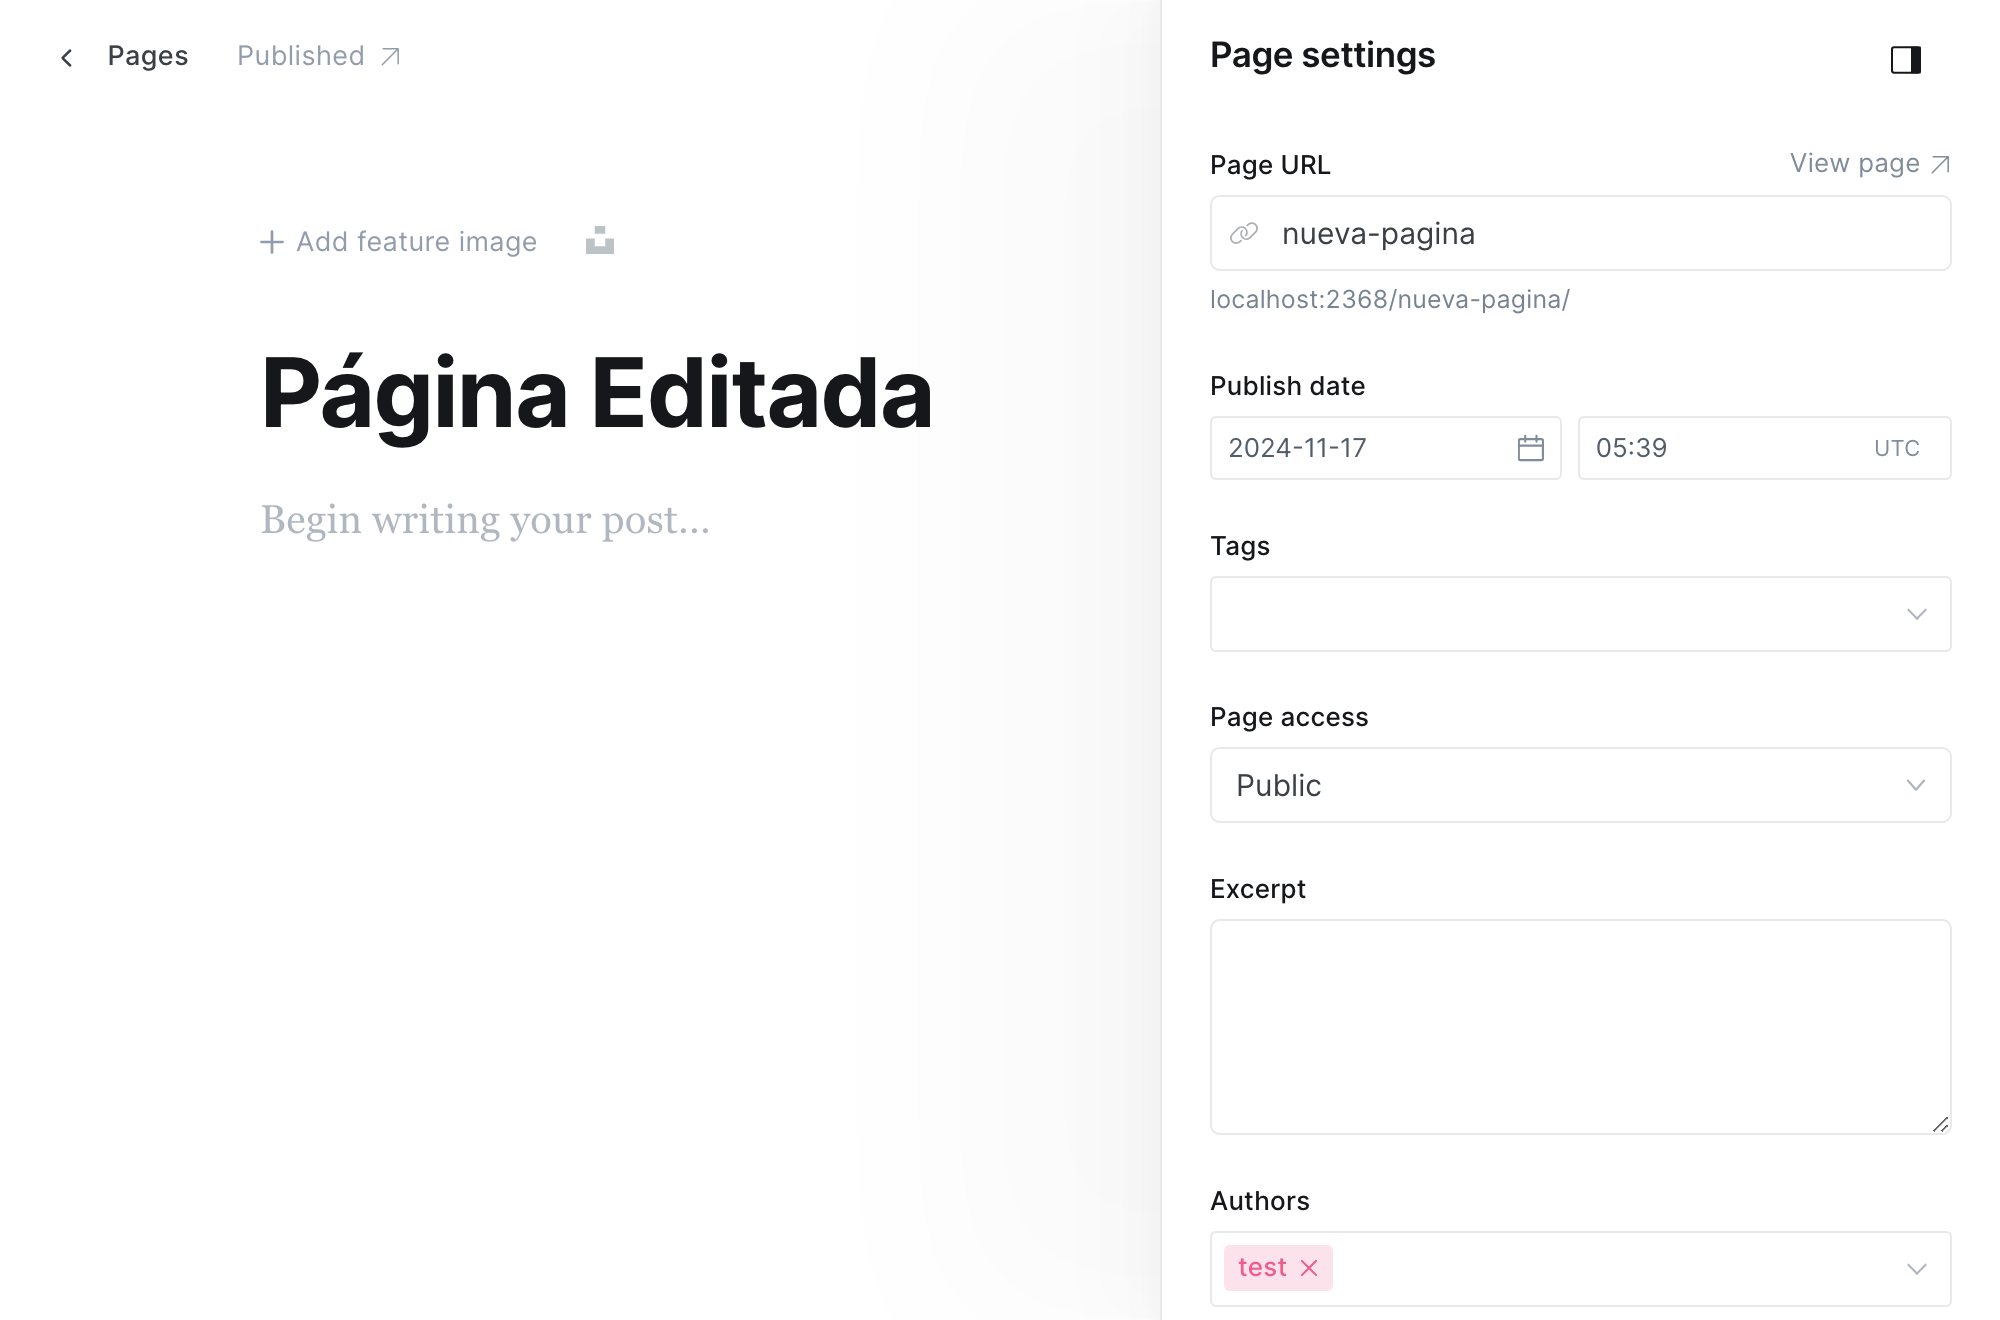 Pages Published
Add feature image
Página Editada
Begin writing your post...
Page settings
Page URL View page
nueva-pagina
localhost:2368/nueva-pagina/
Publish date
2024-11-17 05:39 UTC
Tags
Page access
Public
Excerpt
Authors
test